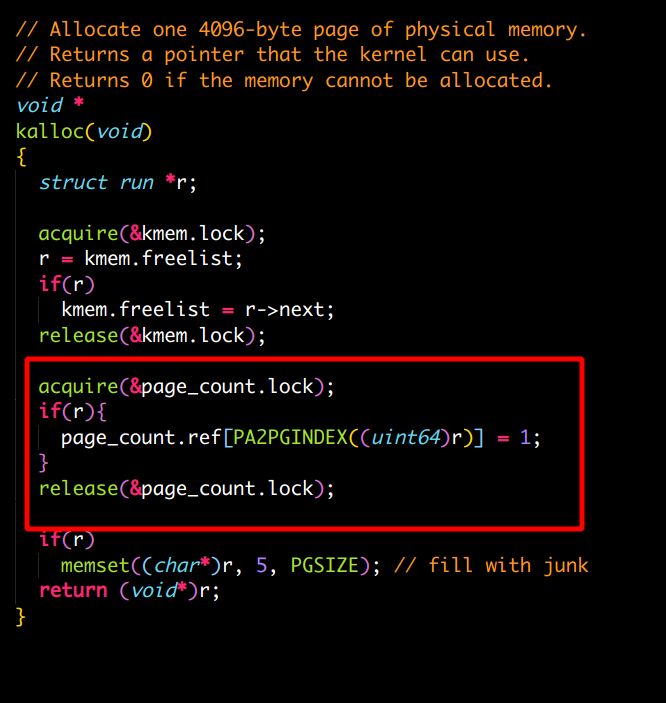 // Allocate one 4096-byte page of physical memory.
// Returns a pointer that the kernel can use.
// Returns 0 if the memory cannot be allocated.
void *
kalloc(void)
{
  struct run *r;

  acquire(&kmem.lock);
  r = kmem.freelist;
  if(r)
    kmem.freelist = r->next;
  release(&kmem.lock);

  acquire(&page_count.lock);
  if(r){
    page_count.ref[PA2PGINDEX((uint64)r)] = 1;
  }
  release(&page_count.lock);

  if(r)
    memset((char*)r, 5, PGSIZE); // fill with junk
  return (void*)r;
}